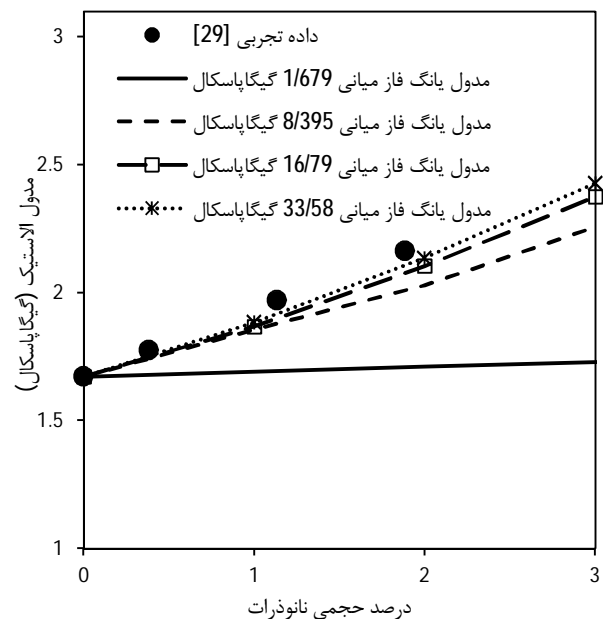 3
2.5
2
1.5
1
0
1
2
3
داده تجربی [29]
مدول یانگ فاز میانی 1/679 گیگاپاسکال
مدول یانگ فاز میانی 8/395 گیگاپاسکال
مدول یانگ فاز میانی 16/79 گیگاپاسکال
مدول یانگ فاز میانی 33/58 گیگاپاسکال
مدول الاستیک (گیگاپاسکال)
درصد حجمی نانوذرات